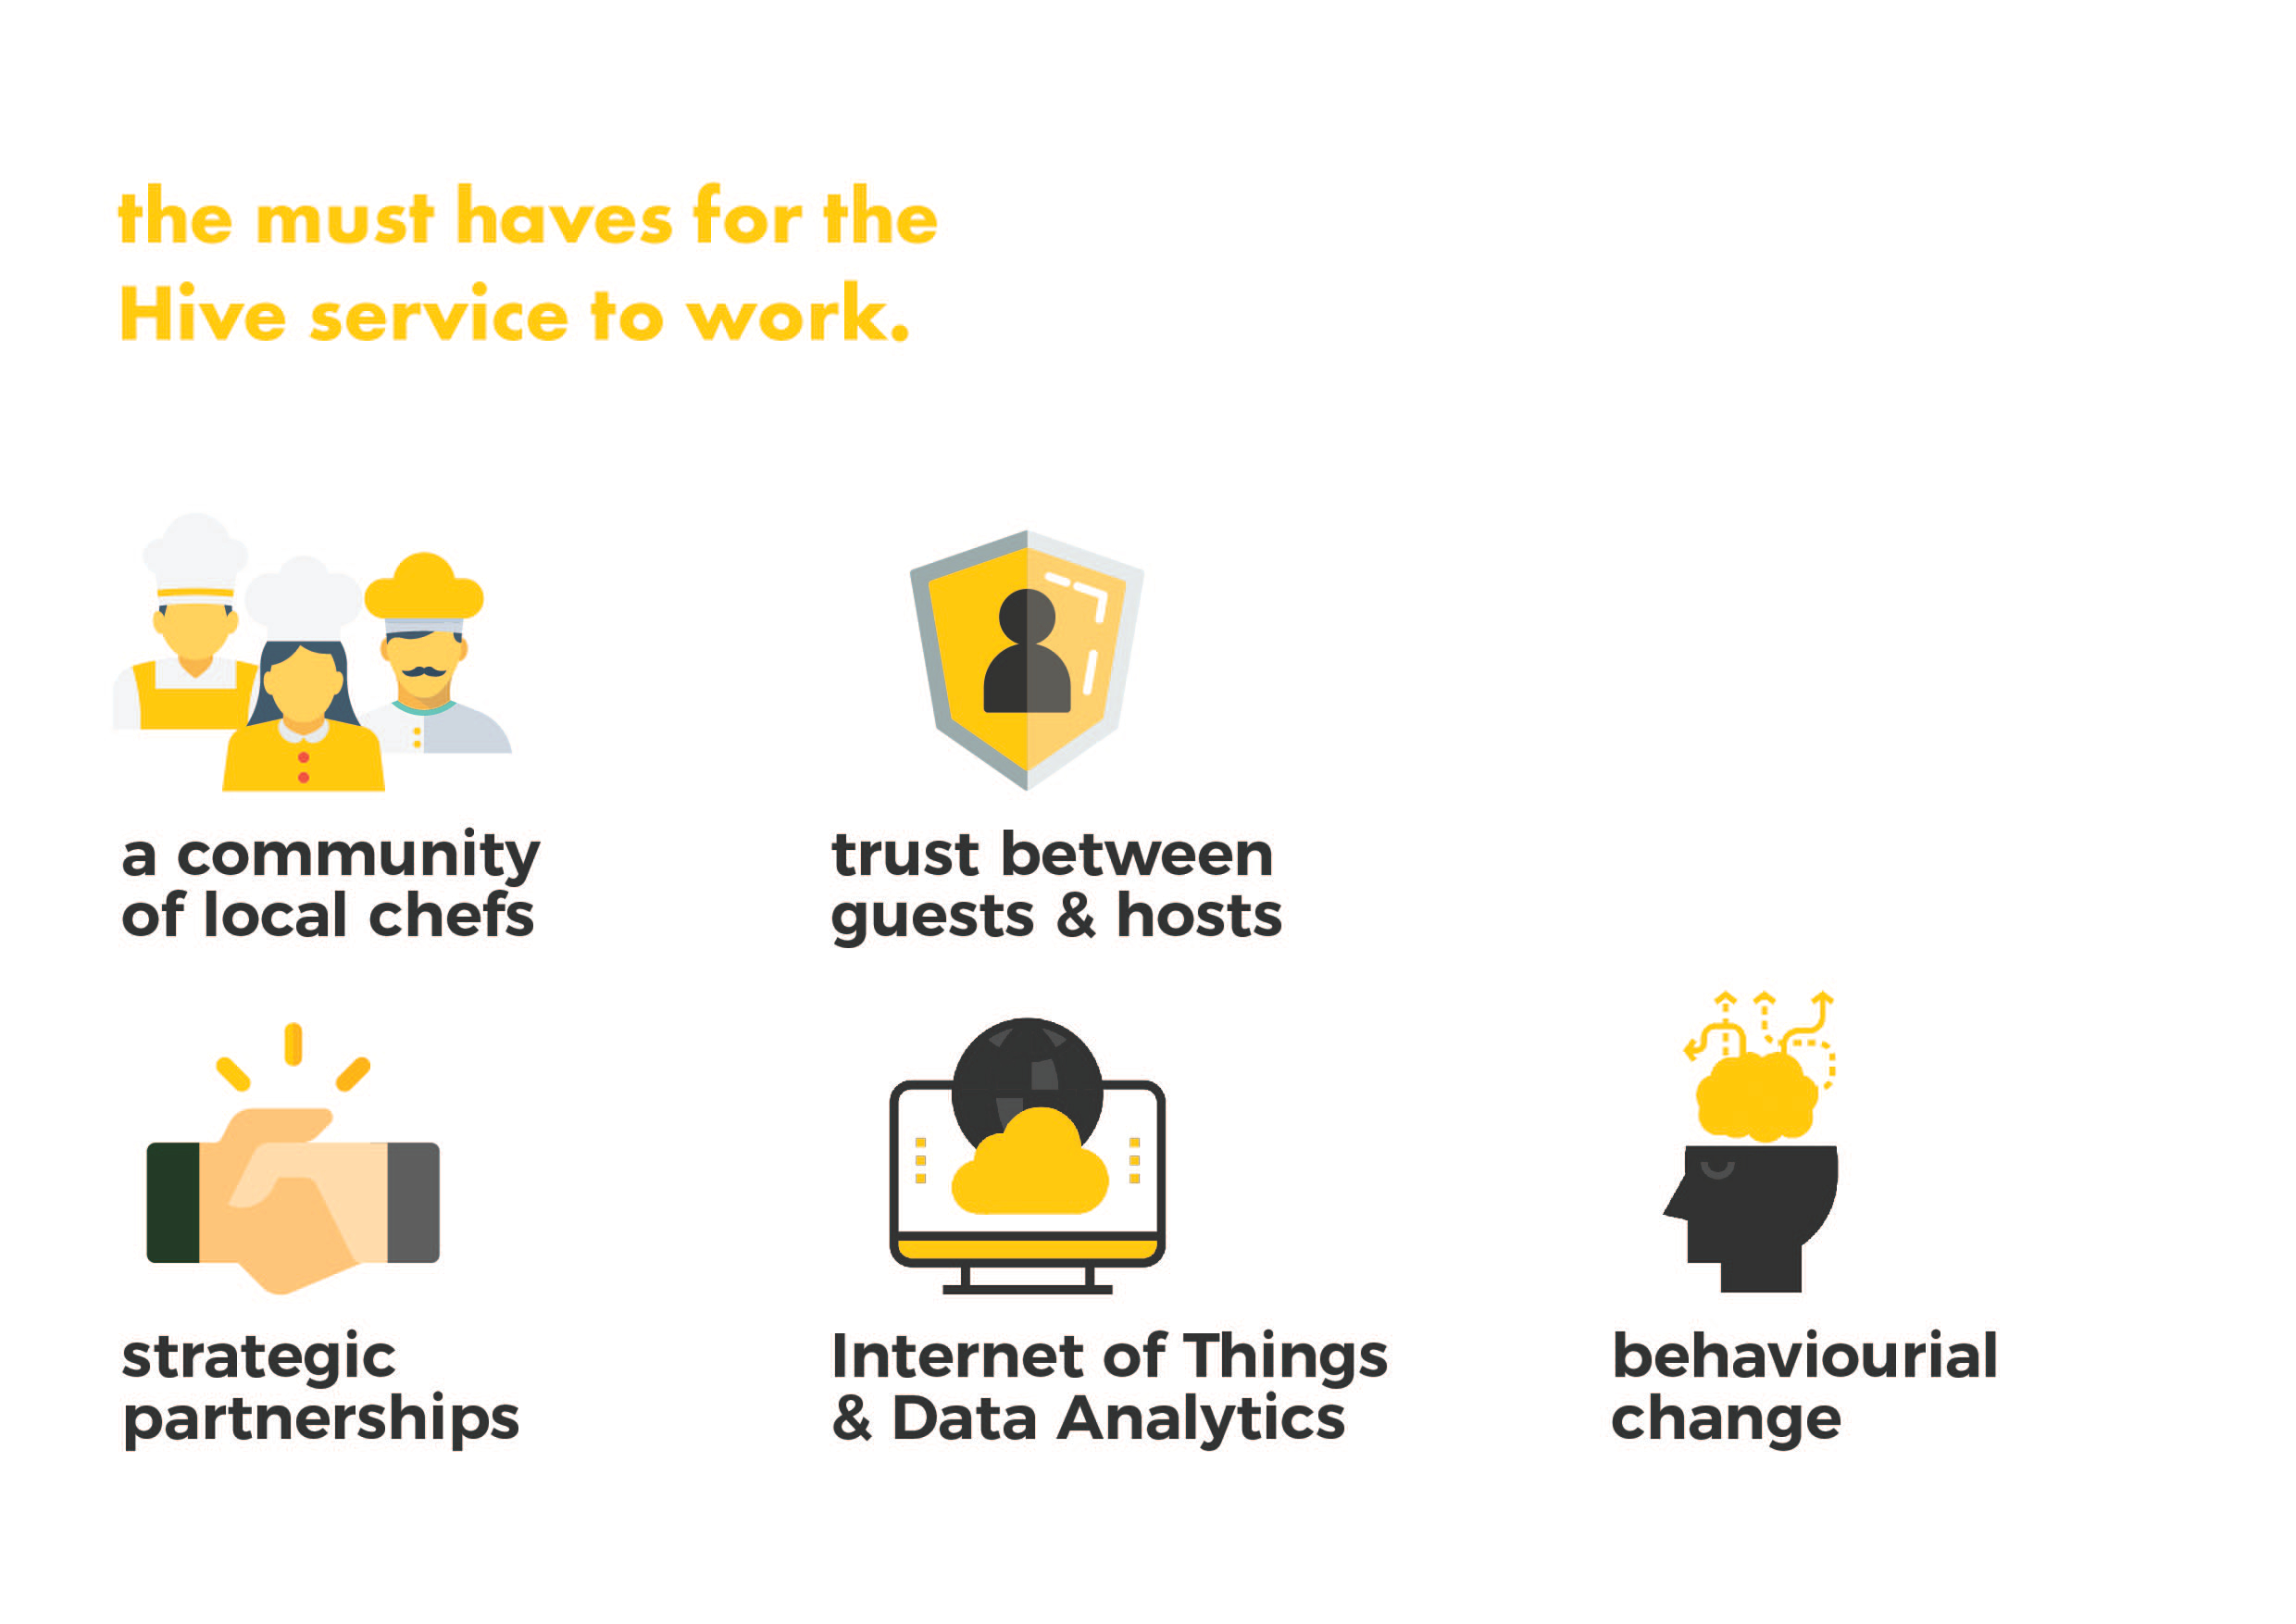 the must haves for the
Hive service to work.
a community
of local chefs
trust between
guests & hosts
strategic
partnerships
Internet of Things
& Data Analytics
behaviourial
change